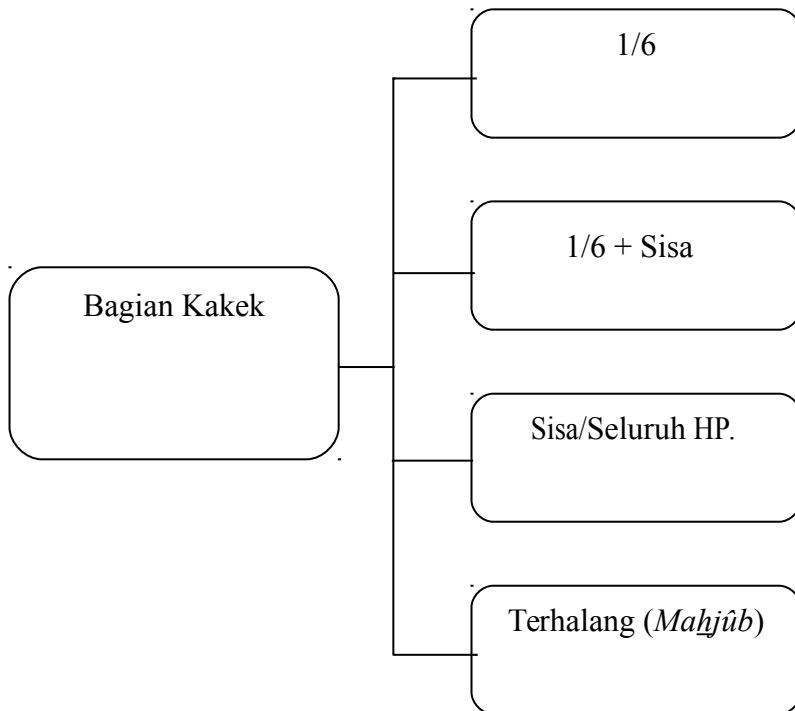 1/6
1/6 + Sisa
Bagian Kakek
Sisa/Seluruh HP.
Terhalang (Mahjûb)